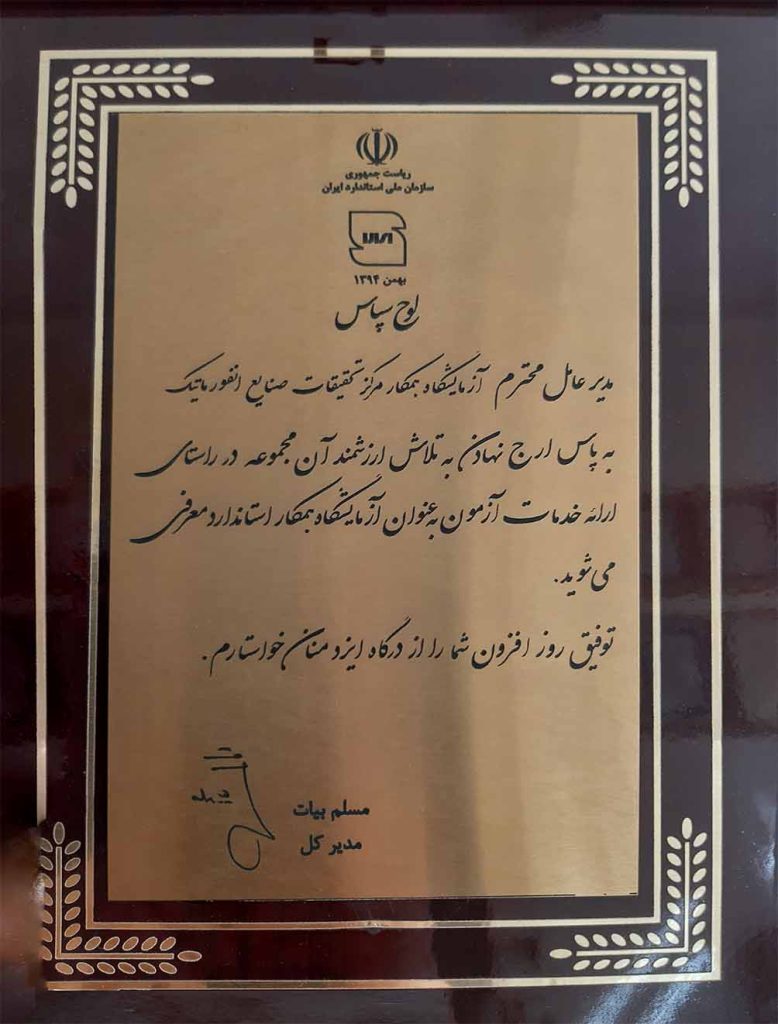 ریاست جمهوری
سازمان ملی استاندارد ایران
بهمن ۱۳۹۴
لوح سپاس
مدیر عامل محترم آزمایشگاه همکار مرکز تحقیقات صنایع انفورماتیک
به پاس ارج نهادن به تلاش ارزشمند آن مجموعه در راستای
ارائه خدمات آزمون به عنوان آزمایشگاه همکار استاندارد معرفی
می شوید.
توفیق روز افزون شما را از درگاه ایزد منان خواستارم.
مسلم بیات
مدیر کل